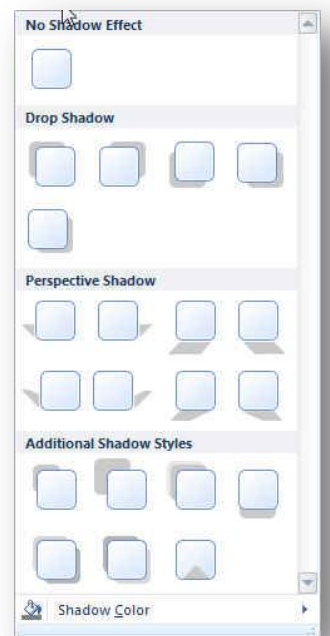 No Shadow Effect
Drop Shadow
Perspective Shadow
Additional Shadow Styles
Shadow Color